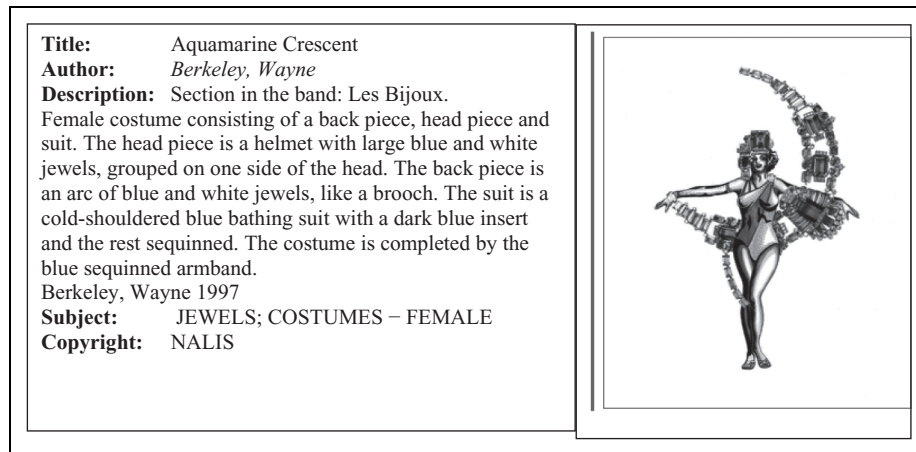 Title: Aquamarine Crescent
Author: Berkeley, Wayne
Description: Section in the band: Les Bijoux.
Female costume consisting of a back piece, head piece and
suit. The head piece is a helmet with large blue and white
jewels, grouped on one side of the head. The back piece is
an arc of blue and white jewels, like a brooch. The suit is a
cold-shouldered blue bathing suit with a dark blue insert
and the rest sequinned. The costume is completed by the
blue sequinned armband.
Berkeley, Wayne 1997
Subject: JEWELS; COSTUMES − FEMALE
Copyright: NALIS